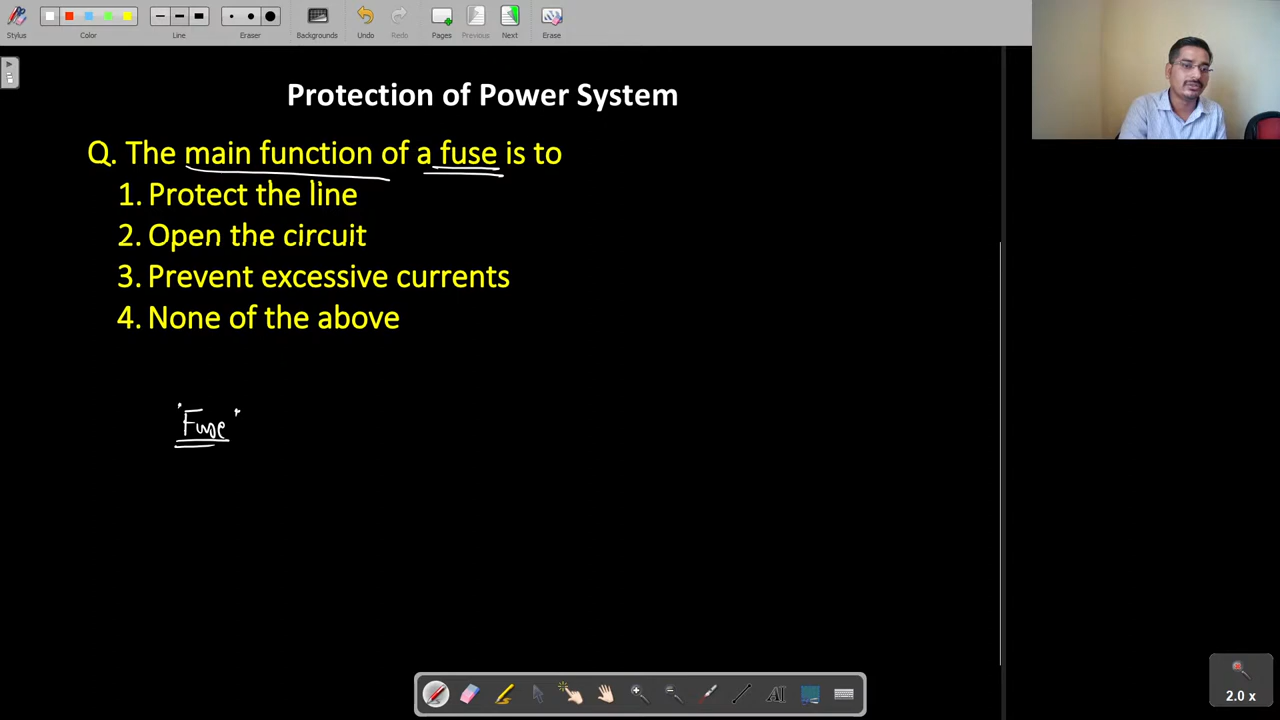 Stylus Color Line Eraser Backgrounds Undo Redo Pages Previous Next Erase
Protection of Power System
Q. The main function of a fuse is to
1. Protect the line
2. Open the circuit
3. Prevent excessive currents
4. None of the above
"Fuse"
AI
2.0 x